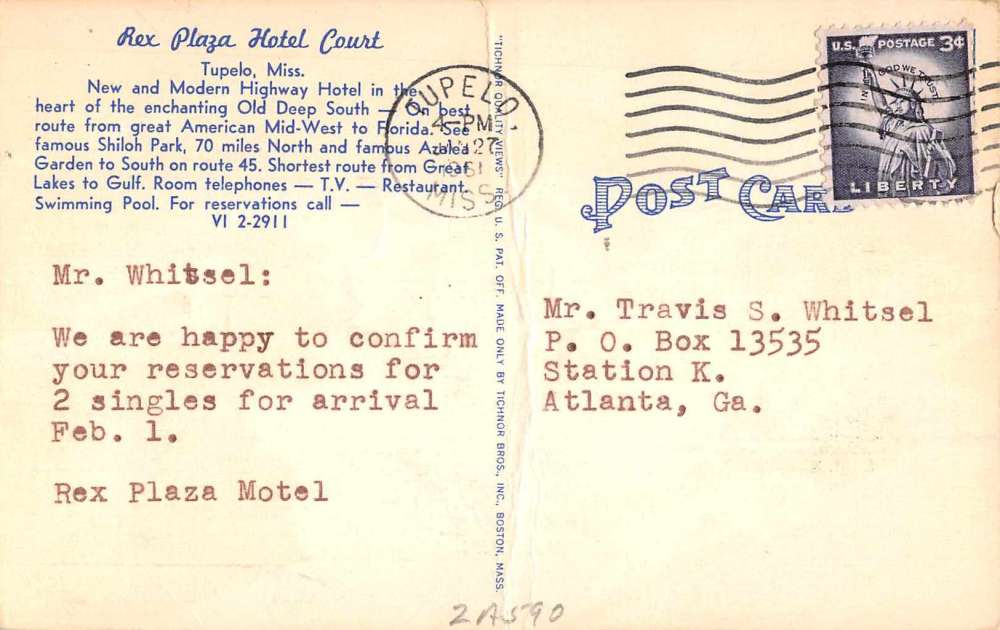 Rex Plaza Hotel Court
Tupelo, Miss.
New and Modern Highway Hotel in the
heart of the enchanting Old Deep South — On best
route from great American Mid-West to Florida. See
famous Shiloh Park, 70 miles North and famous Azalea
Garden to South on route 45. Shortest route from Great
Lakes to Gulf. Room telephones — T.V. — Restaurant.
Swimming Pool. For reservations call —
VI 2-2911
TUPELO,
4-PM
27
1961
MISS.
Mr. Whitsel:
We are happy to confirm
your reservations for
2 singles for arrival
Feb. 1.
Rex Plaza Motel
"TICHNOR QUALITY VIEWS" REG. U. S. PAT. OFF. MADE ONLY BY TICHNOR BROS., INC., BOSTON, MASS.
U.S. POSTAGE 3¢
IN GOD WE TRUST
LIBERTY
POST CARD
Mr. Travis S. Whitsel
P. O. Box 13535
Station K.
Atlanta, Ga.
2A590